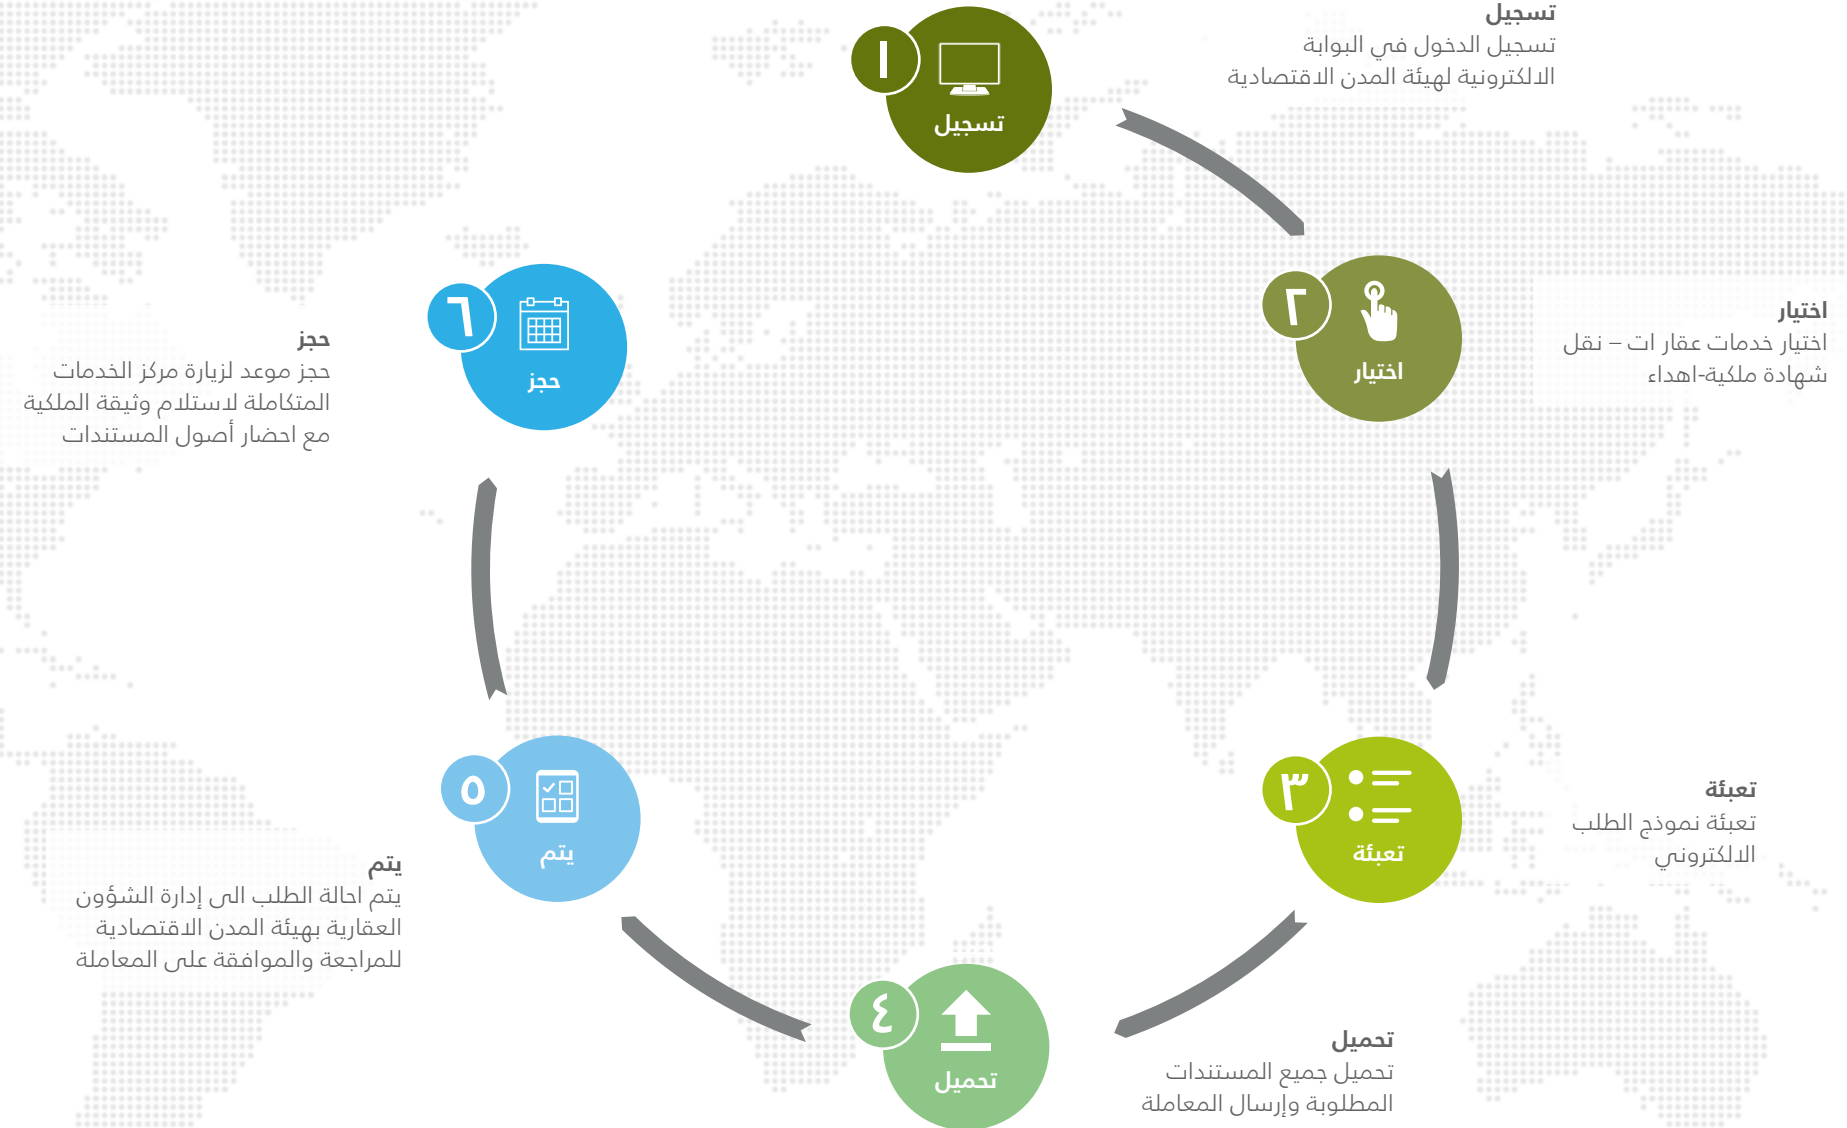 ١
تسجيل
تسجيل
تسجيل الدخول في البوابة
الالكترونية لهيئة المدن الاقتصادية
٢
اختيار
اختيار
اختيار خدمات عقار ات – نقل
شهادة ملكية-اهداء
٣
تعبئة
تعبئة
تعبئة نموذج الطلب
الالكتروني
٤
تحميل
تحميل
تحميل جميع المستندات
المطلوبة وإرسال المعاملة
٥
يتم
يتم
يتم احالة الطلب الى إدارة الشؤون
العقارية بهيئة المدن الاقتصادية
للمراجعة والموافقة على المعاملة
٦
حجز
حجز
حجز موعد لزيارة مركز الخدمات
المتكاملة لاستلام وثيقة الملكية
مع احضار أصول المستندات